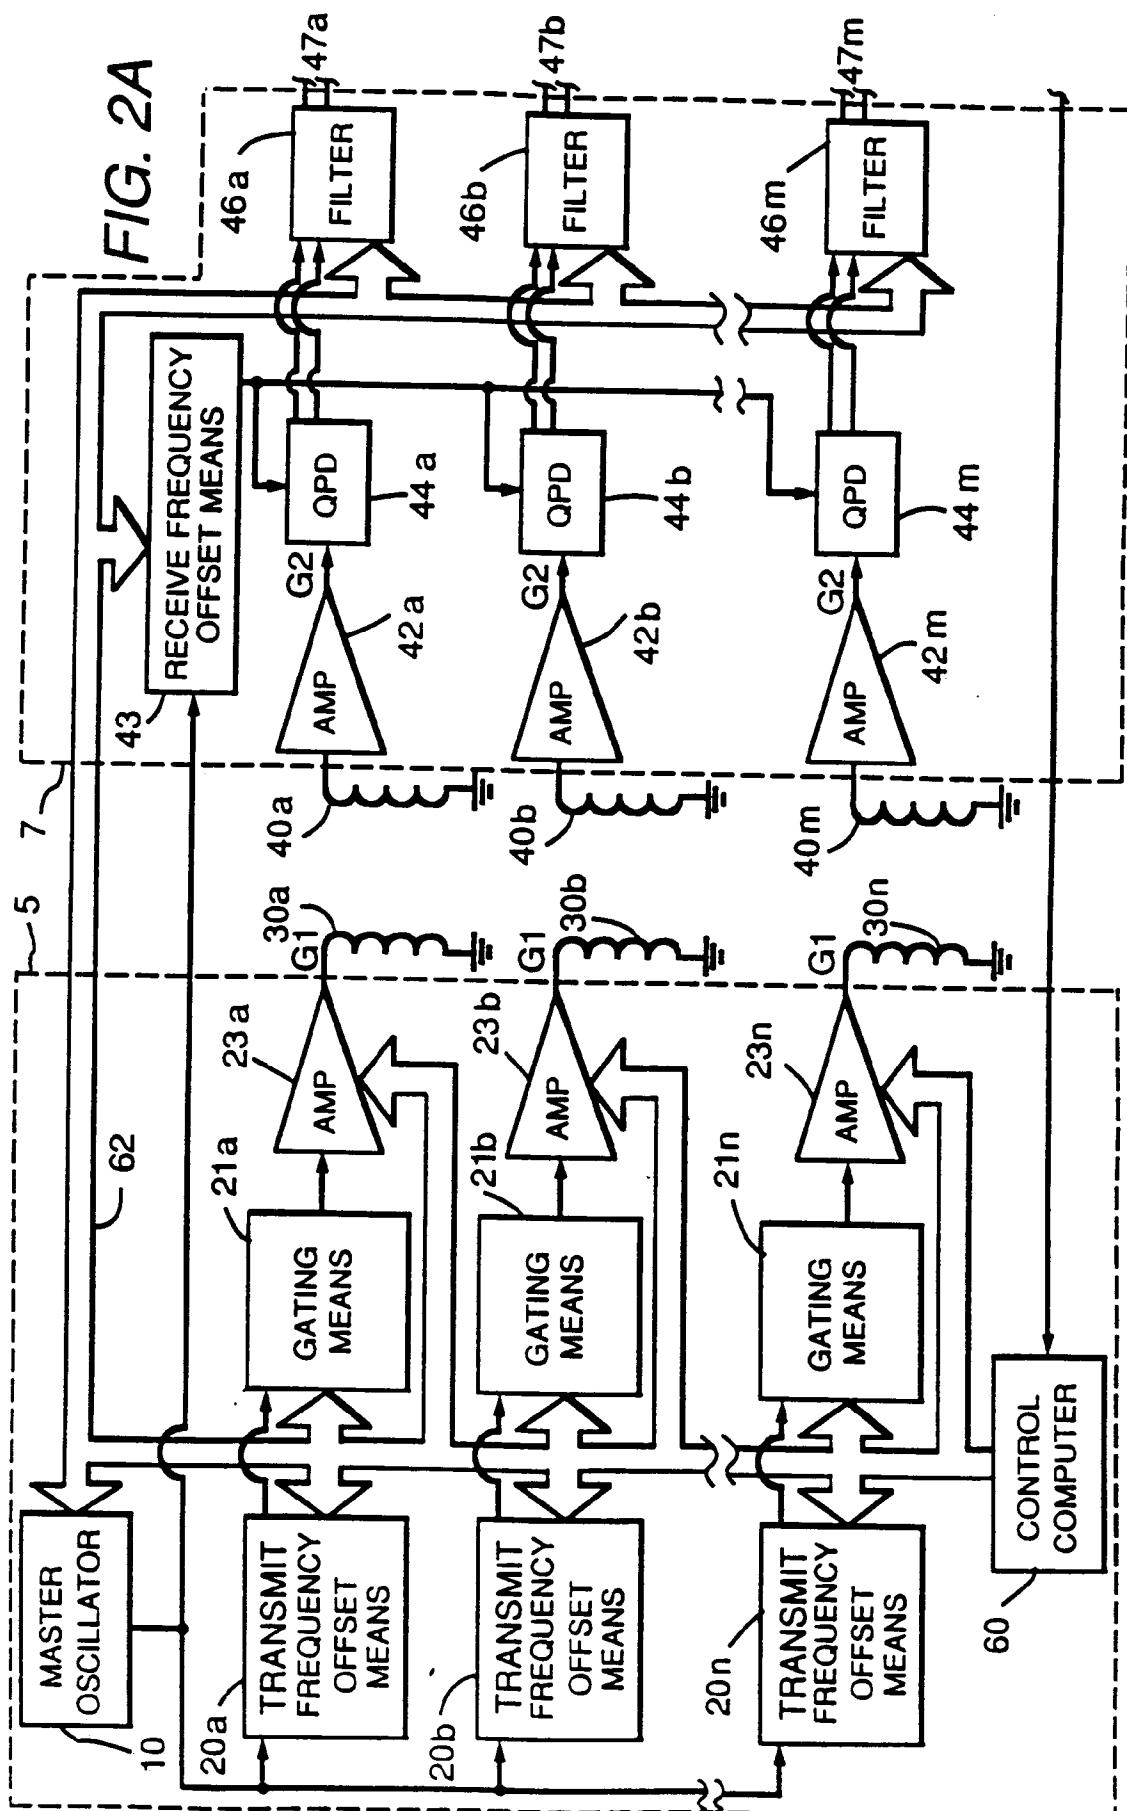 FIG. 2A
5
7
MASTER
OSCILLATOR
10
62
43
RECEIVE FREQUENCY
OFFSET MEANS
TRANSMIT
FREQUENCY
OFFSET
MEANS
20a
GATING
MEANS
21a
AMP
23a
G1
30a
40a
AMP
42a
G2
QPD
44a
FILTER
46a
47a
TRANSMIT
FREQUENCY
OFFSET
MEANS
20b
GATING
MEANS
21b
AMP
23b
G1
30b
40b
AMP
42b
G2
QPD
44b
FILTER
46b
47b
TRANSMIT
FREQUENCY
OFFSET
MEANS
20n
GATING
MEANS
21n
AMP
23n
G1
30n
40m
AMP
42m
G2
QPD
44m
FILTER
46m
47m
CONTROL
COMPUTER
60